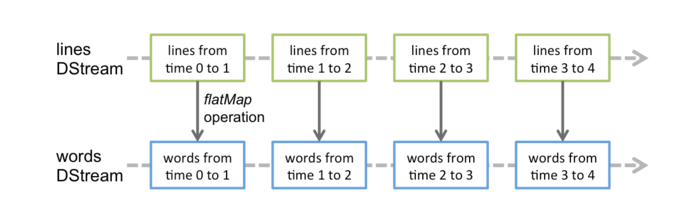 lines DStream
lines from time 0 to 1
lines from time 1 to 2
lines from time 2 to 3
lines from time 3 to 4
flatMap operation
words DStream
words from time 0 to 1
words from time 1 to 2
words from time 2 to 3
words from time 3 to 4